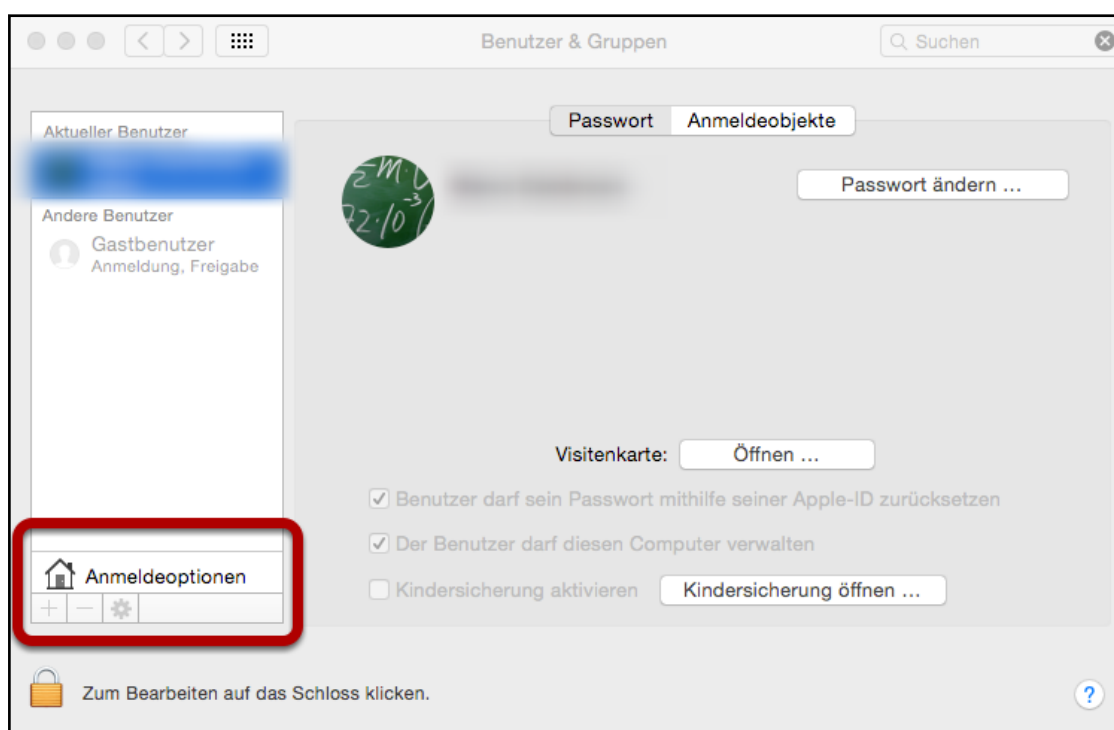 Benutzer & Gruppen
Suchen
Passwort Anmeldeobjekte
Aktueller Benutzer
Passwort ändern ...
Andere Benutzer
Gastbenutzer
Anmeldung, Freigabe
Visitenkarte: Öffnen ...
Benutzer darf sein Passwort mithilfe seiner Apple-ID zurücksetzen
Der Benutzer darf diesen Computer verwalten
Anmeldeoptionen
Kindersicherung aktivieren Kindersicherung öffnen ...
Zum Bearbeiten auf das Schloss klicken.
?